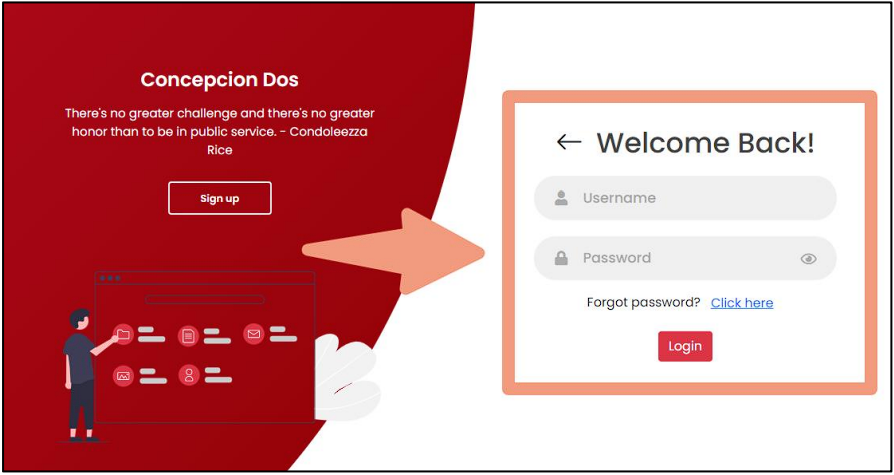 Concepcion Dos
There's no greater challenge and there's no greater
honor than to be in public service. - Condoleezza
Rice
Sign up
Welcome Back!
Username
Password
Forgot password? Click here
Login